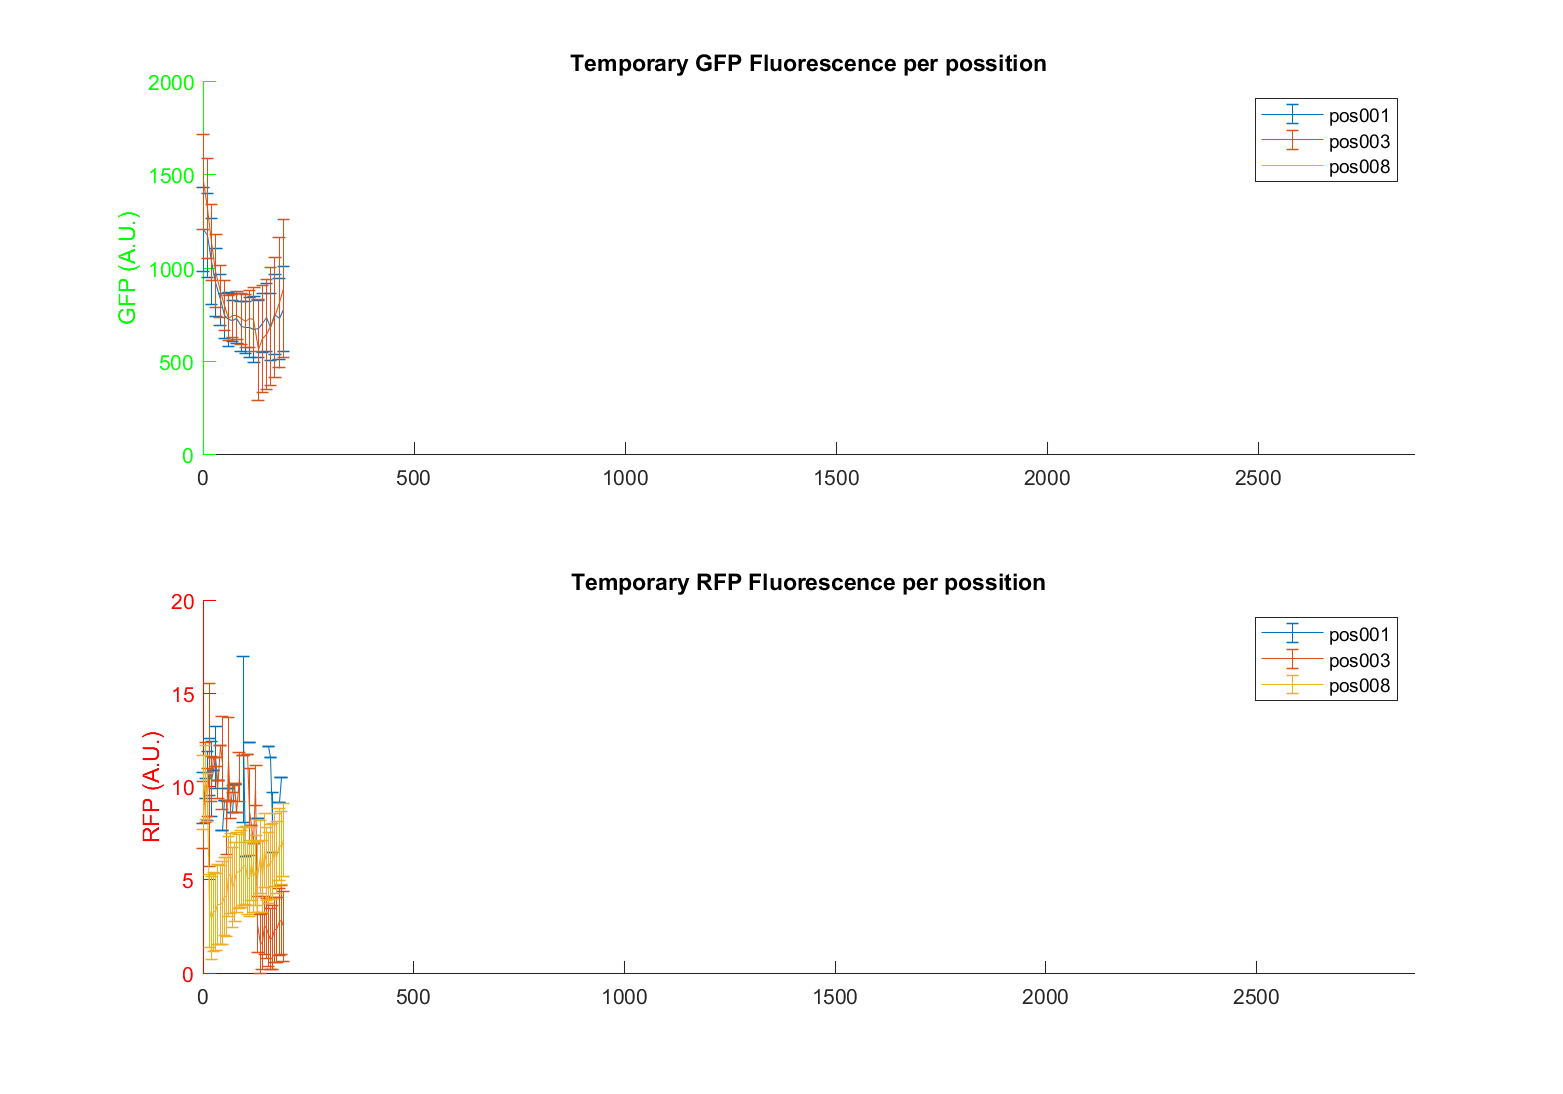 Temporary GFP Fluorescence per possition
2000
1500
1000
500
0
GFP (A.U.)
pos001
pos003
pos008
0 500 1000 1500 2000 2500
Temporary RFP Fluorescence per possition
20
15
10
5
0
RFP (A.U.)
pos001
pos003
pos008
0 500 1000 1500 2000 2500